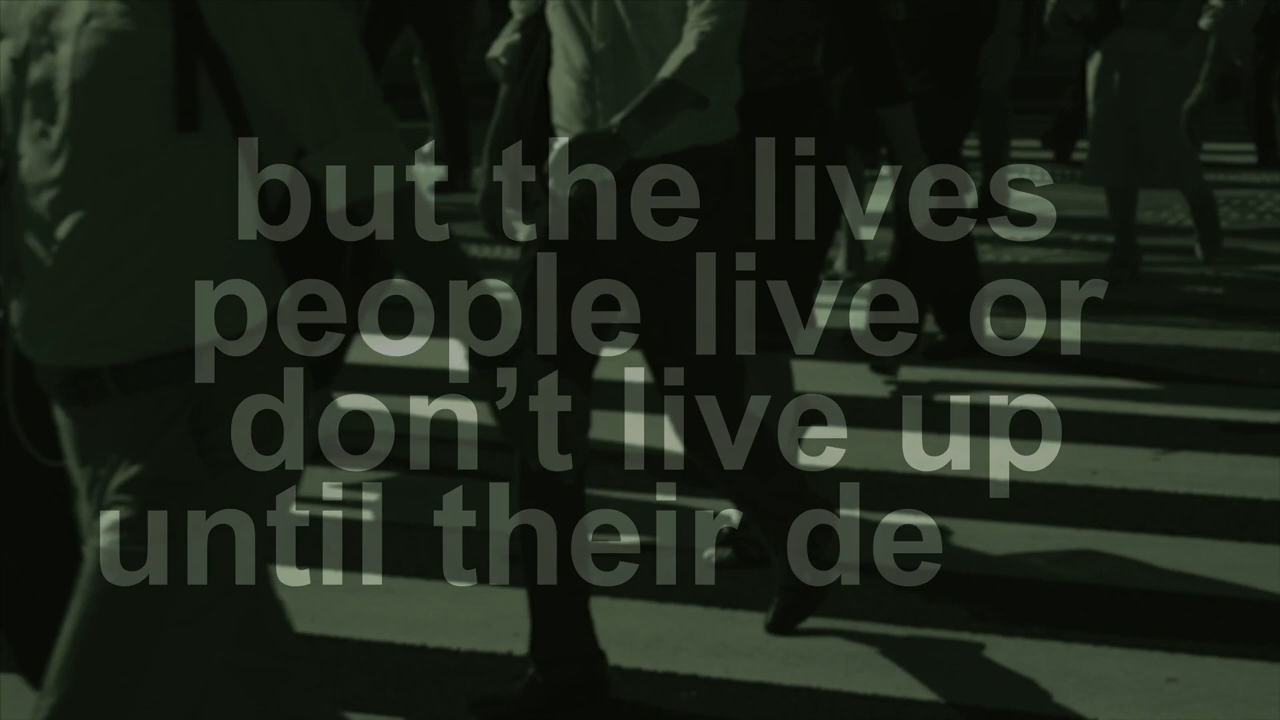 but the lives
people live or
don’t live up
until their de